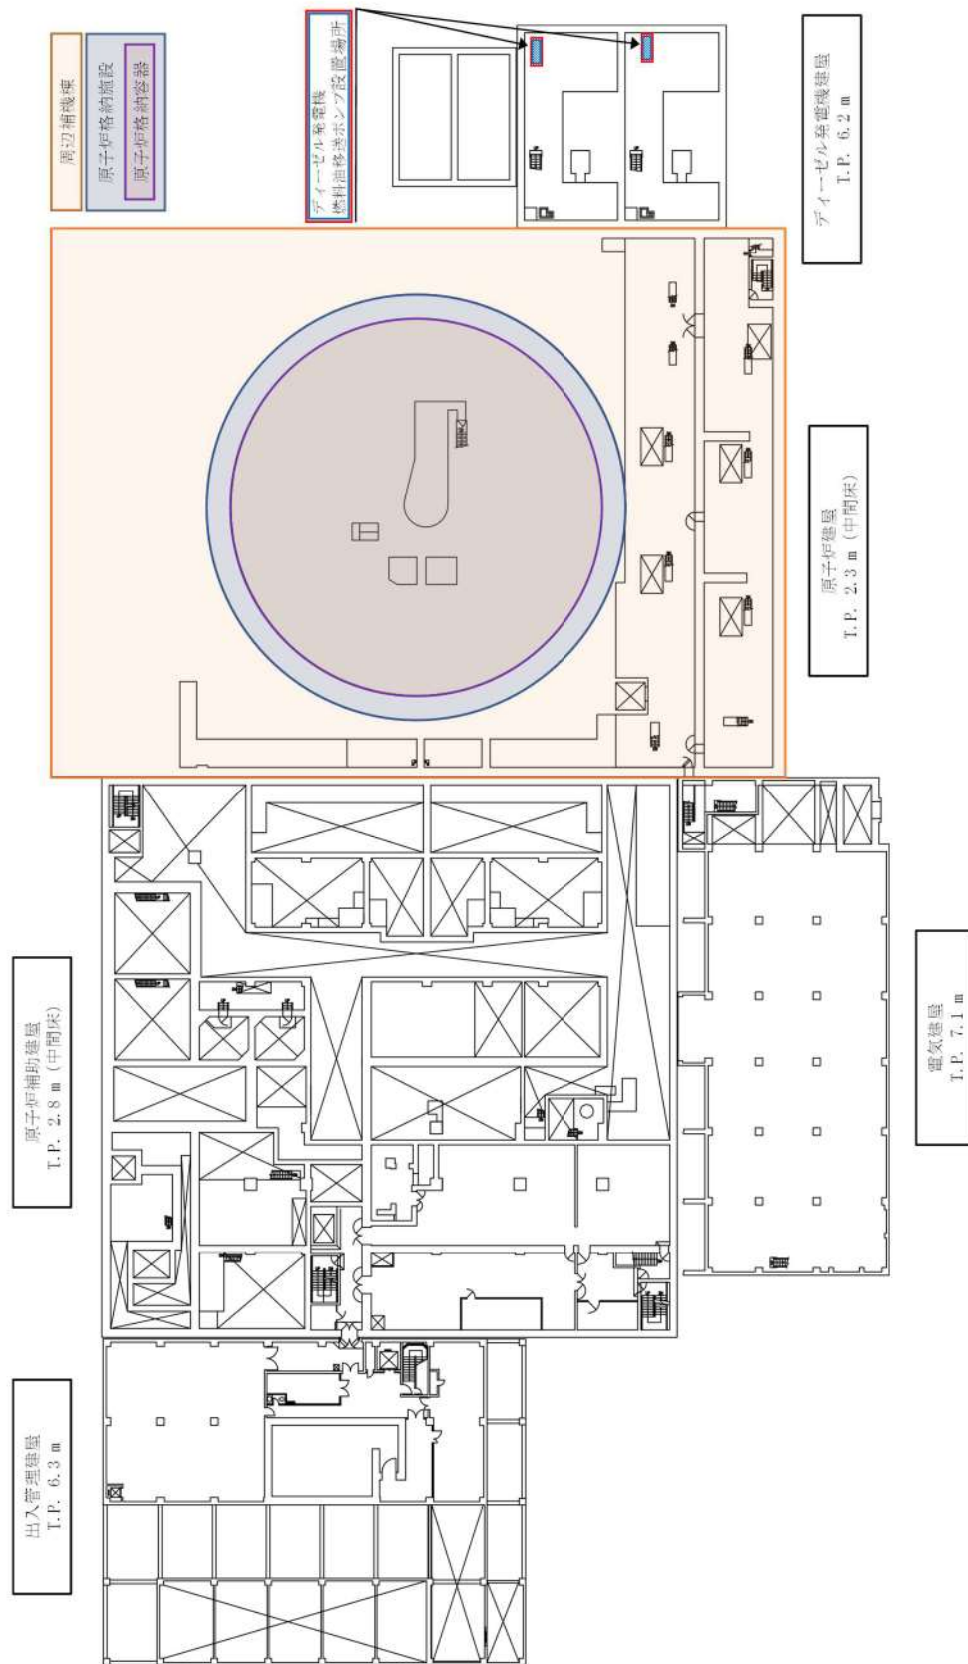 周辺補機棟
原子炉格納施設
原子炉格納容器
ディーゼル発電機
燃料油移送ポンプ設置場所
ディーゼル発電機建屋
T.P. 6.2 m
原子炉建屋
T.P. 2.3 m (中間床)
原子炉補助建屋
T.P. 2.8 m (中間床)
電気建屋
T.P. 7.1 m
出入管理建屋
T.P. 6.3 m